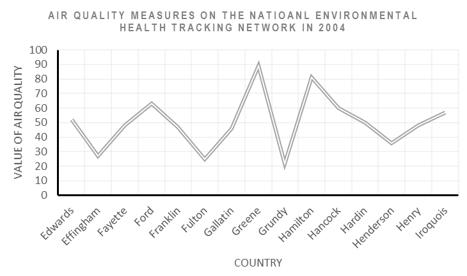 AIR QUALITY MEASURES ON THE NATIOANL ENVIRONMENTAL
HEALTH TRACKING NETWORK IN 2004
VALUE OF AIR QUALITY
100
90
80
70
60
50
40
30
20
10
0
Edwards
Effingham
Fayette
Ford
Franklin
Fulton
Gallatin
Greene
Grundy
Hamilton
Hancock
Hardin
Henderson
Henry
Iroquois
COUNTRY